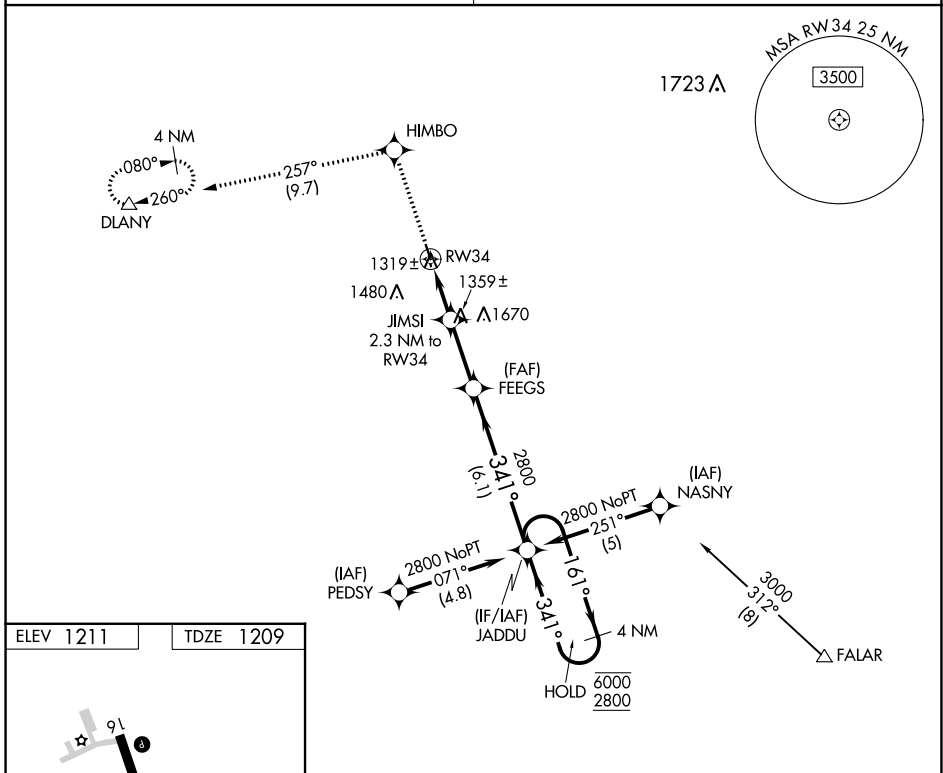 MSA RW34 25 NM
3500
1723
HIMBO
4 NM
080°
260°
DLANY
257°
(9.7)
RW34
1319±
1359±
1480
1670
JIMSI
2.3 NM to
RW34
(FAF)
FEEGS
2800
341°
(6.1)
(IAF)
NASNY
2800 NoPT
251°
(5)
2800 NoPT
071°
(4.8)
(IAF)
PEDSY
(IF/IAF)
JADDU
341°
161°
4 NM
HOLD
6000
2800
3000
312°
(8)
FALAR
ELEV 1211
TDZE 1209
16
P